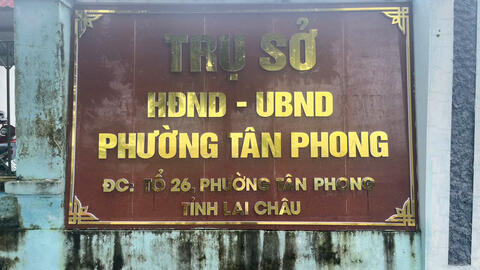 TRỤ SỞ
HĐND - UBND
PHƯỜNG TÂN PHONG
ĐC: TỔ 26, PHƯỜNG TÂN PHONG
TỈNH LAI CHÂU